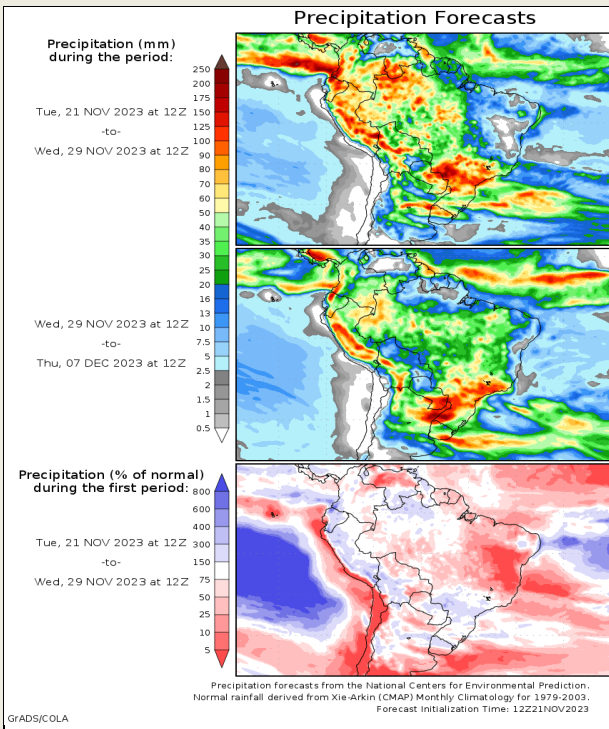 Precipitation Forecasts
Precipitation (mm)
during the period:
Tue, 21 NOV 2023 at 12Z
-to-
Wed, 29 NOV 2023 at 12Z
250
200
175
150
125
100
90
80
70
60
50
40
35
30
25
20
16
13
10
7.5
5
2.5
2
1.5
1
0.5
Wed, 29 NOV 2023 at 12Z
-to-
Thu, 07 DEC 2023 at 12Z
Precipitation (% of normal)
during the first period:
Tue, 21 NOV 2023 at 12Z
-to-
Wed, 29 NOV 2023 at 12Z
800
600
400
300
150
75
50
25
10
5
Precipitation forecasts from the National Centers for Environmental Prediction.
Normal rainfall derived from Xie-Arkin (CMAP) Monthly Climatology for 1979-2003.
Forecast Initialization Time: 12Z21NOV2023
GrADS/COLA